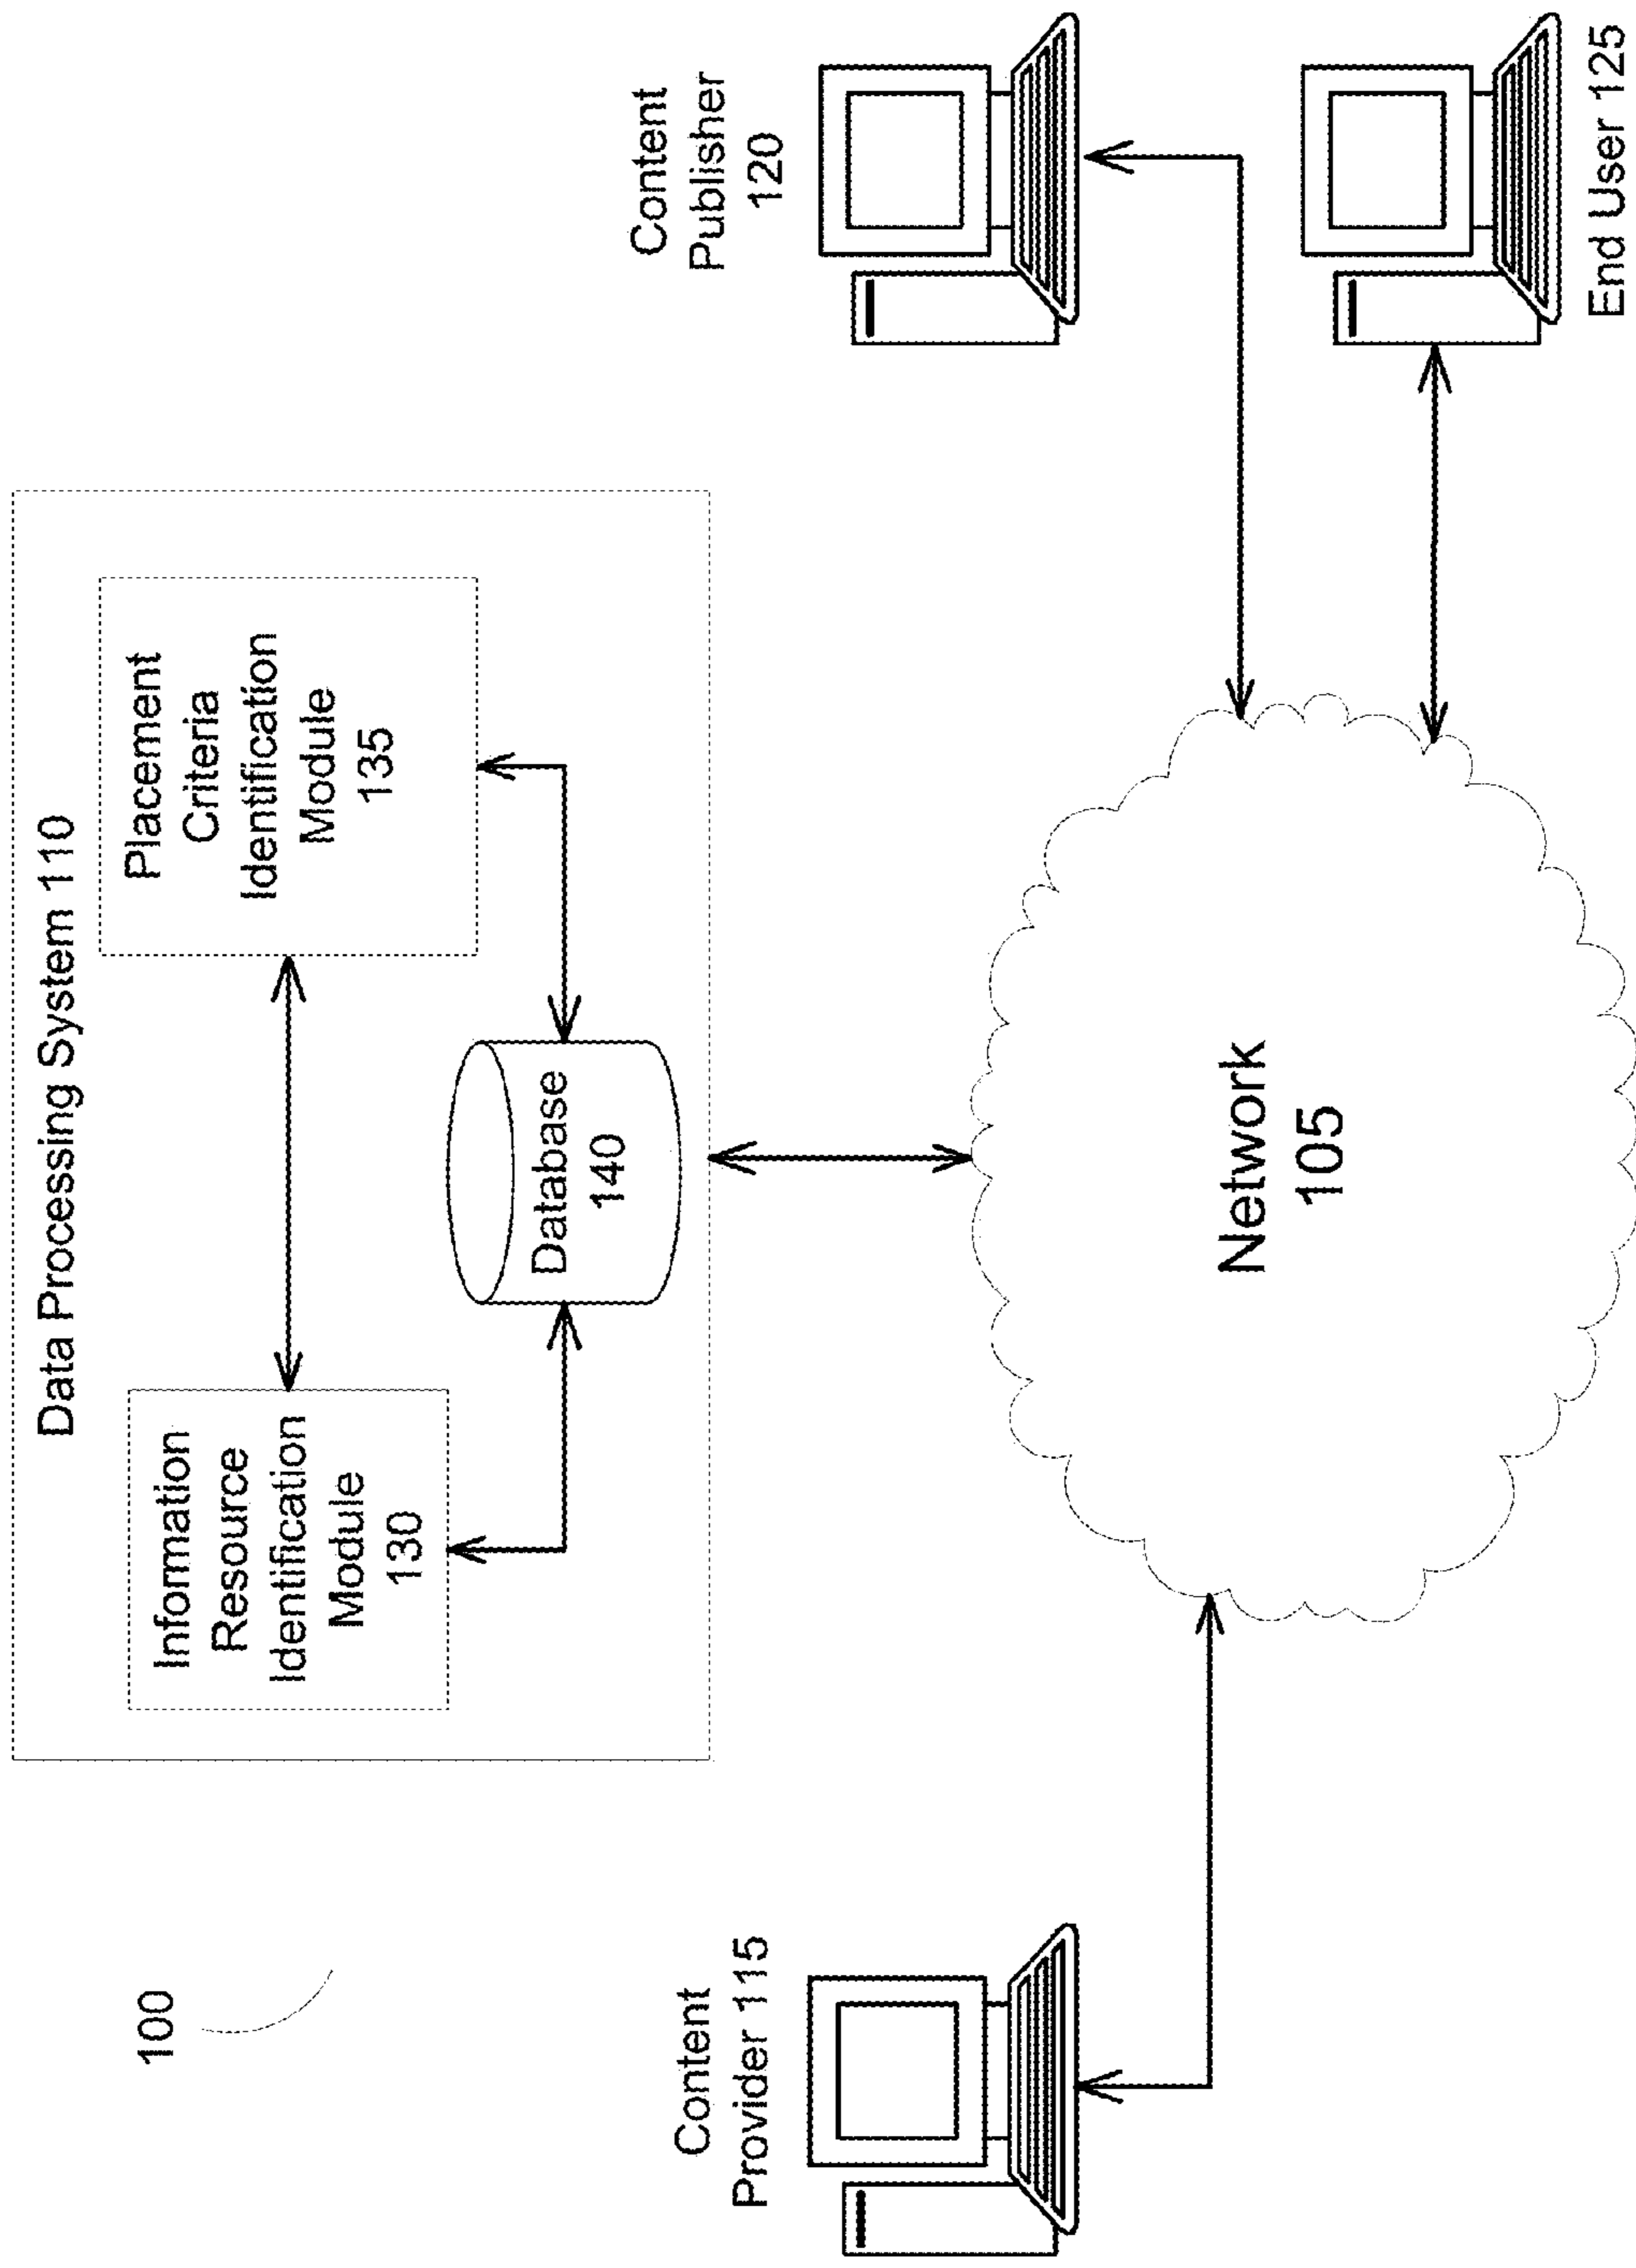 100
Data Processing System 110
Information
Resource
Identification
Module
130
Placement
Criteria
Identification
Module
135
Database
140
Content
Provider 115
Content
Publisher
120
Network
105
End User 125